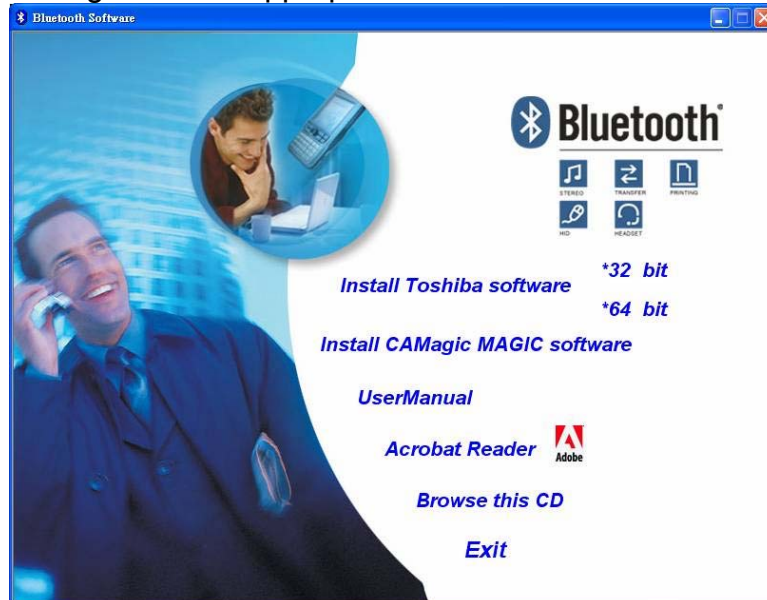 Bluetooth Software
Bluetooth®
STEREO TRANSFER PRINTING
HID HEADSET
Install Toshiba software
*32 bit
*64 bit
Install CAMagic MAGIC software
UserManual
Acrobat Reader
Adobe
Browse this CD
Exit